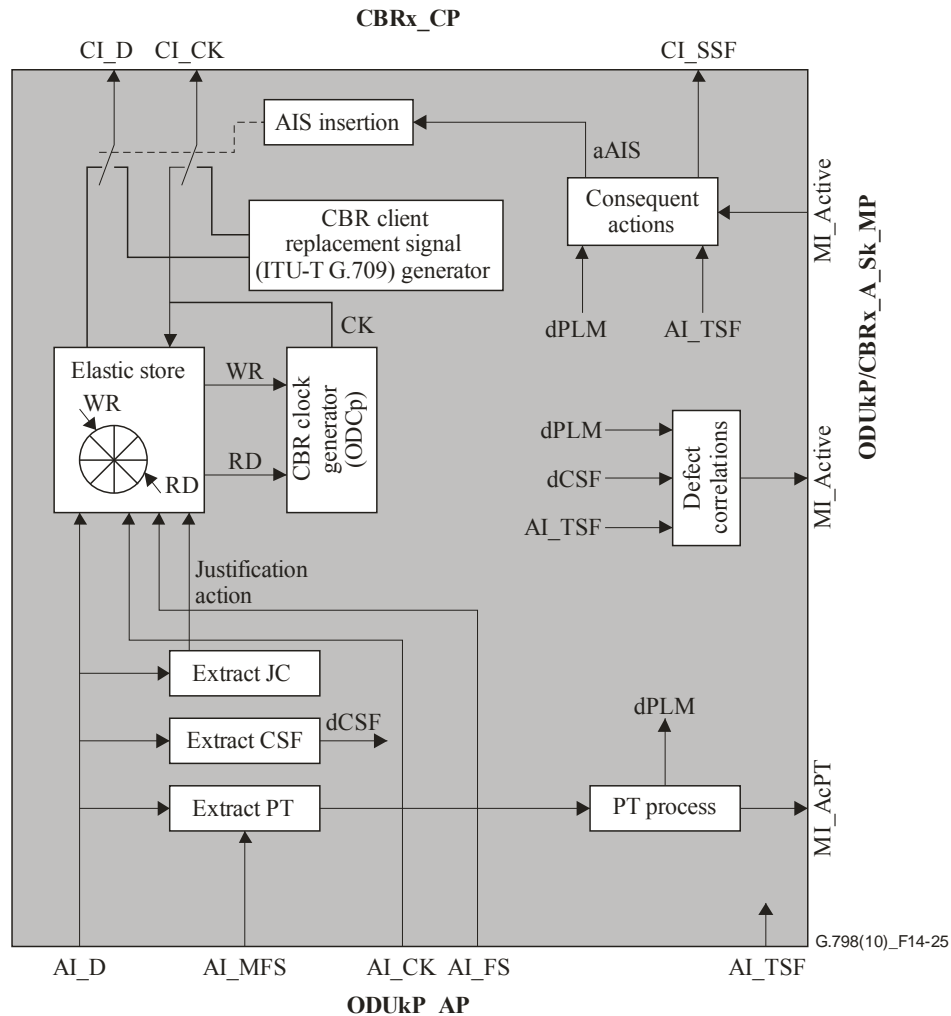 CBRx_CP
CI_D
CI_CK
CI_SSF
AIS insertion
aAIS
Consequent
actions
MI_Active
CBR client
replacement signal
(ITU-T G.709) generator
dPLM
AI_TSF
CK
Elastic store
WR
RD
WR
RD
CBR clock
generator
(ODCp)
dPLM
dCSF
AI_TSF
Defect
correlations
MI_Active
ODUkP/CBRx_A_Sk_MP
Justification
action
Extract JC
Extract CSF
dCSF
Extract PT
dPLM
PT process
MI_AcPT
G.798(10)_F14-25
AI_D
AI_MFS
AI_CK
AI_FS
AI_TSF
ODUkP_AP